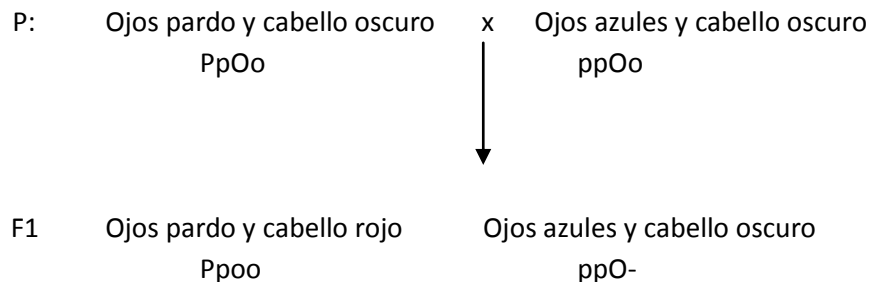 P: Ojos pardo y cabello oscuro x Ojos azules y cabello oscuro
PpOo ppOo
F1 Ojos pardo y cabello rojo Ojos azules y cabello oscuro
Ppoo ppO-